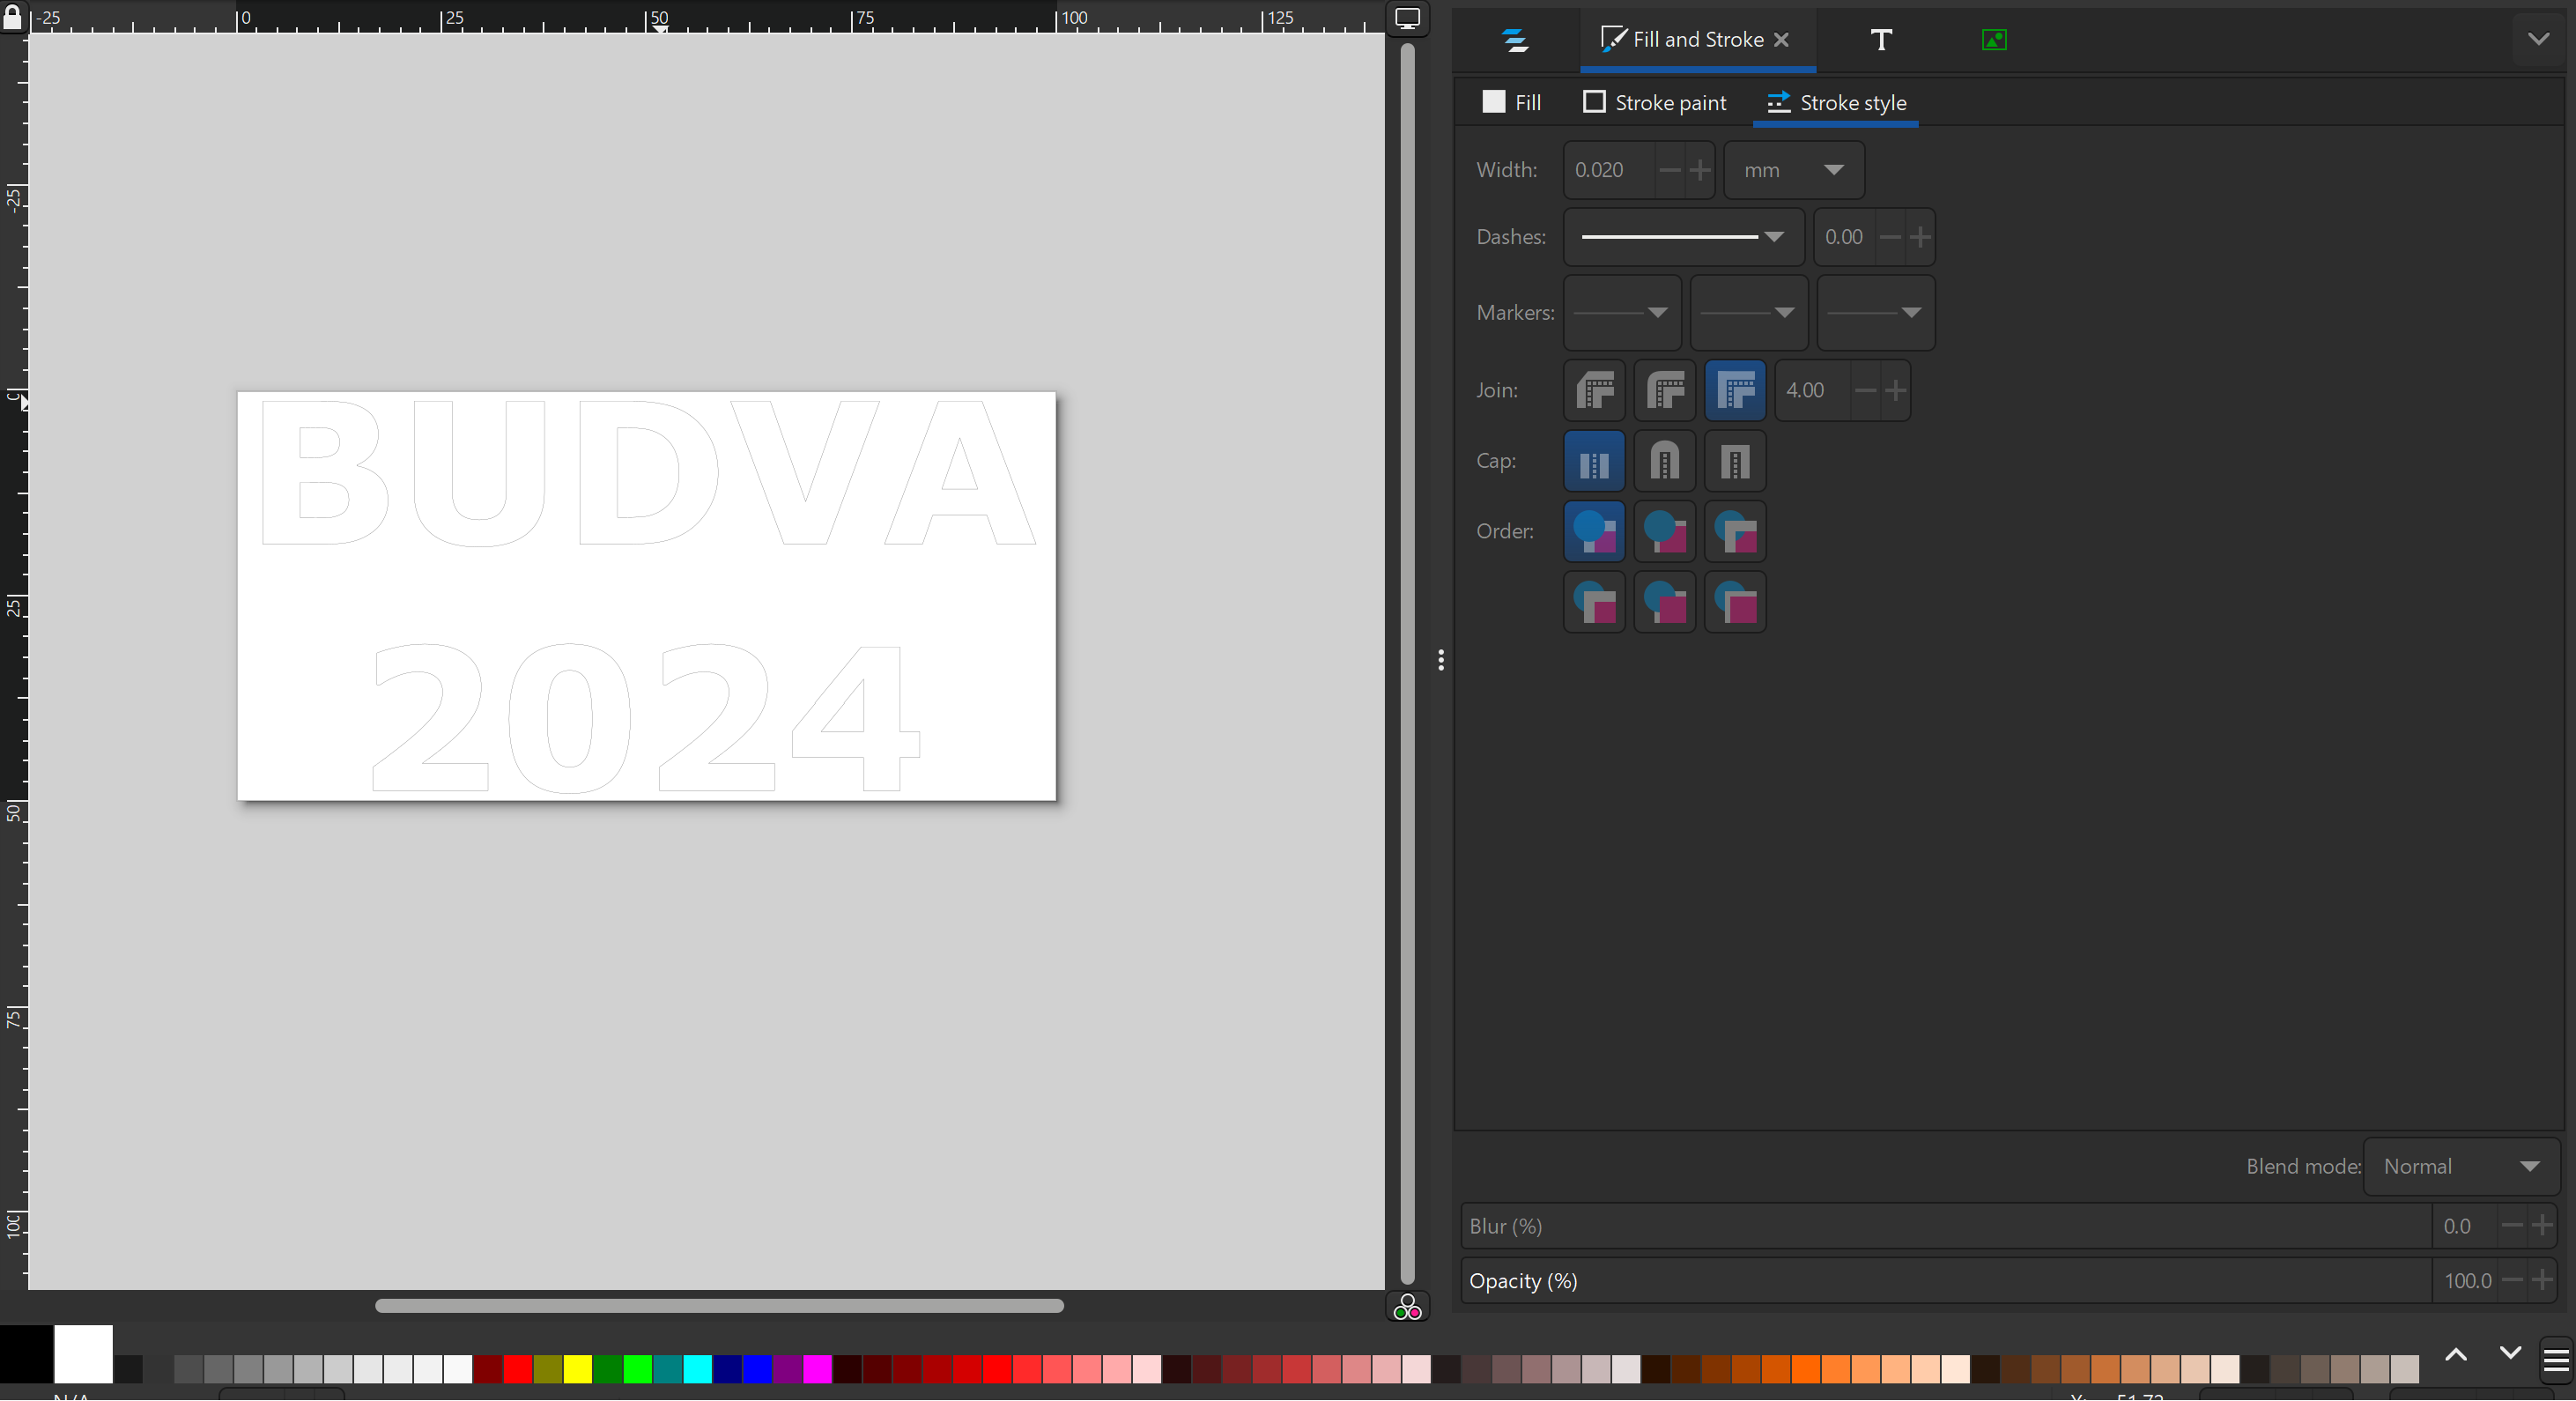 -25 0 25 50 75 100 125
Fill and Stroke
T
Fill Stroke paint Stroke style
Width: 0.020 mm
Dashes: 0.00
Markers:
Join: 4.00
Cap:
Order:
-25
0
25
50
75
100
BUDVA
2024
Blend mode: Normal
Blur (%) 0.0
Opacity (%) 100.0